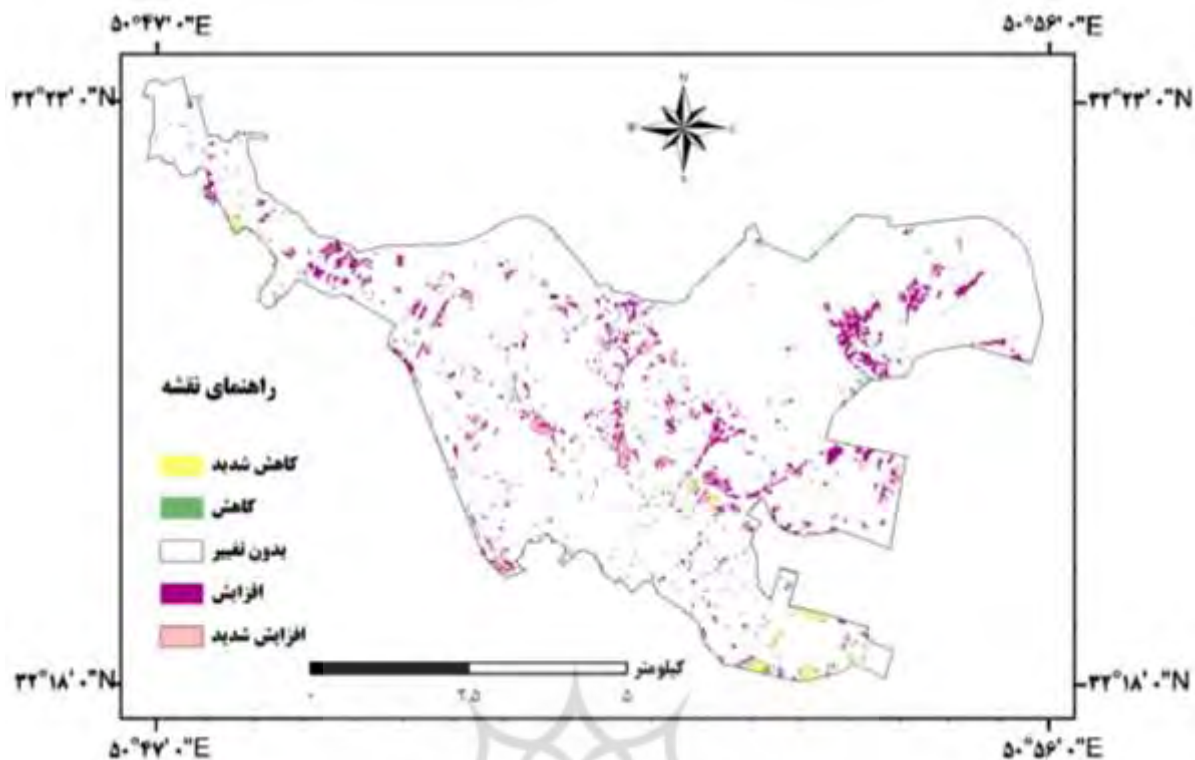 ۵۰°۴۷'۰"E ۵۰°۵۶'۰"E
۳۲°۲۳'۰"N ۳۲°۲۳'۰"N
N
W E
S
راهنمای نقشه
کاهش شدید
کاهش
بدون تغییر
افزایش
افزایش شدید
۰ ۲.۵ ۵ کیلومتر
۳۲°۱۸'۰"N ۳۲°۱۸'۰"N
۵۰°۴۷'۰"E ۵۰°۵۶'۰"E